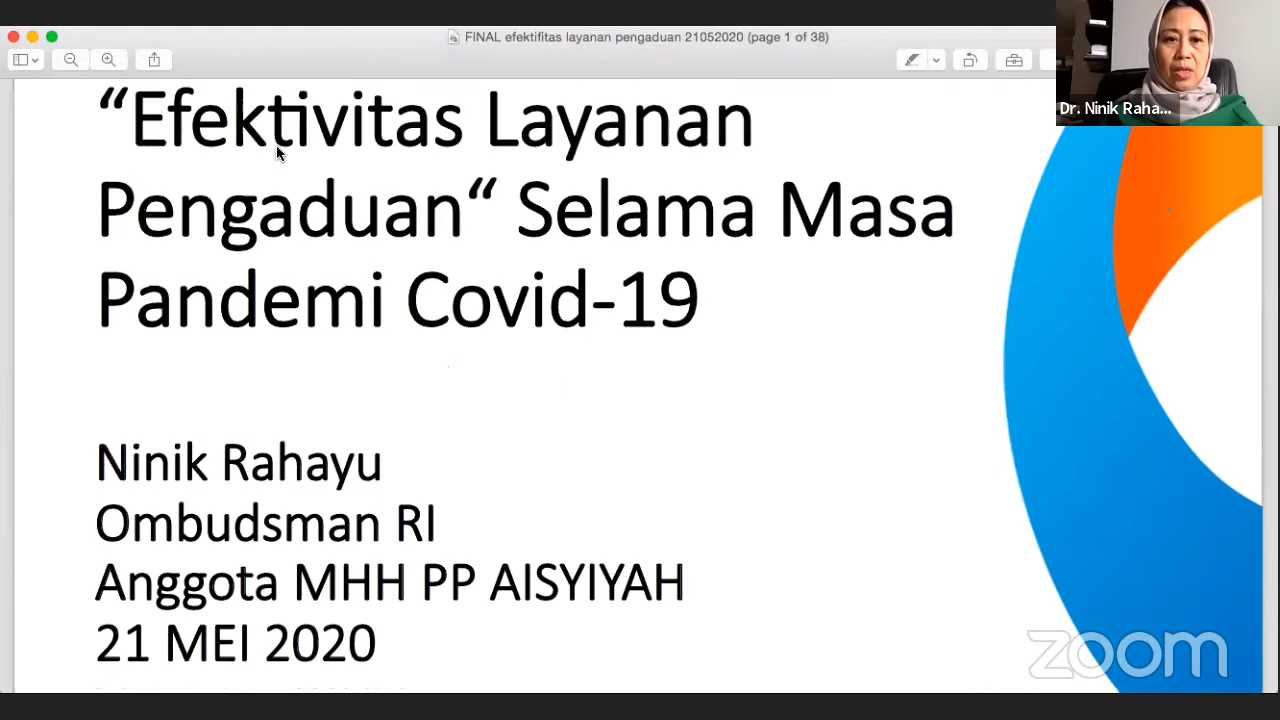 FINAL efektifitas layanan pengaduan 21052020 (page 1 of 38)
Dr. Ninik Raha...
“Efektivitas Layanan
Pengaduan“ Selama Masa
Pandemi Covid-19
Ninik Rahayu
Ombudsman RI
Anggota MHH PP AISYIYAH
21 MEI 2020
zoom